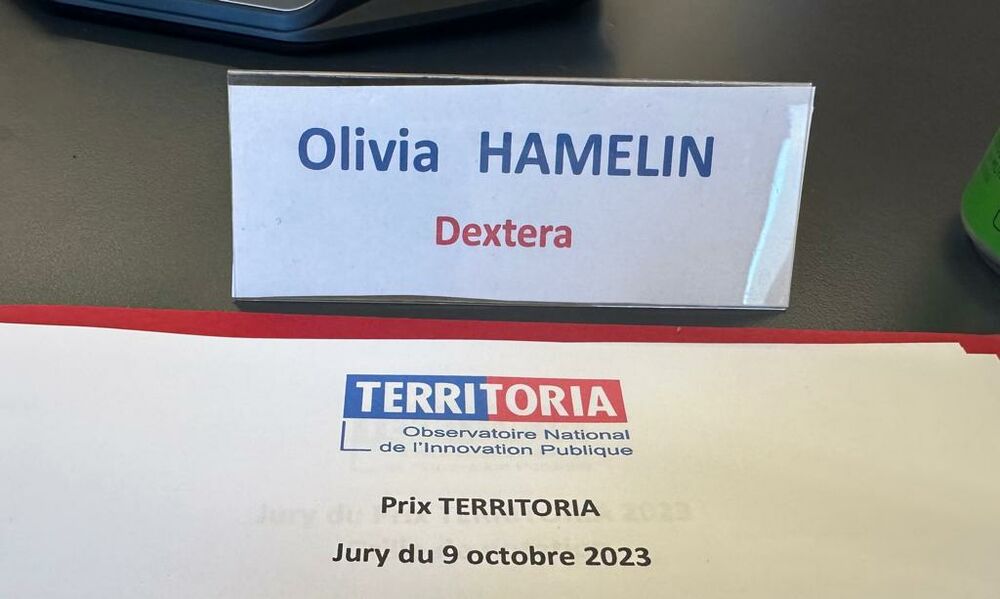 Olivia HAMELIN
Dextera
TERRITORIA
Observatoire National
de l'Innovation Publique
Prix TERRITORIA
Jury du 9 octobre 2023